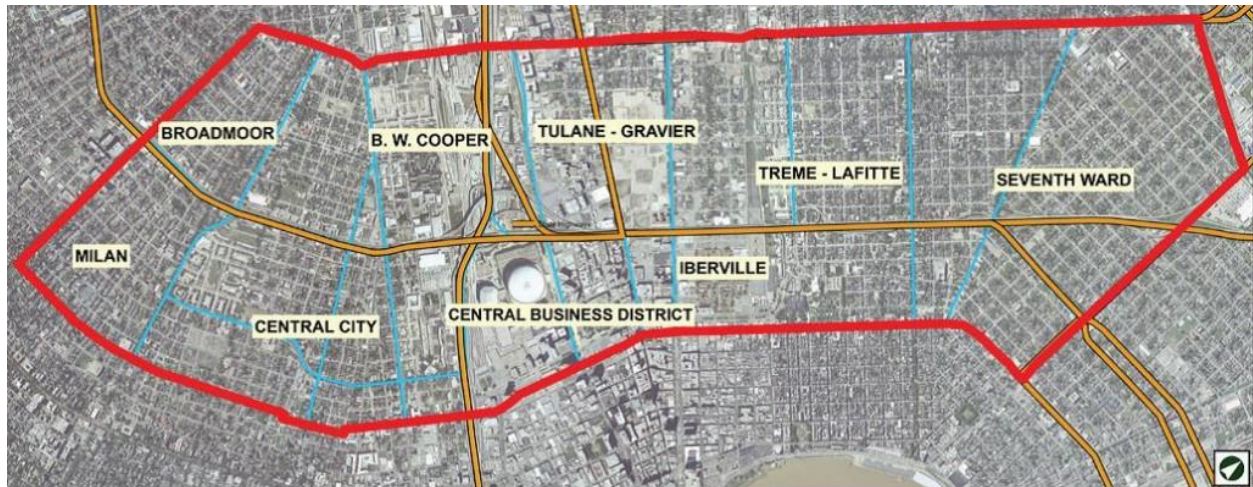 BROADMOOR
B. W. COOPER
TULANE - GRAVIER
TREME - LAFITTE
SEVENTH WARD
MILAN
IBERVILLE
CENTRAL CITY
CENTRAL BUSINESS DISTRICT